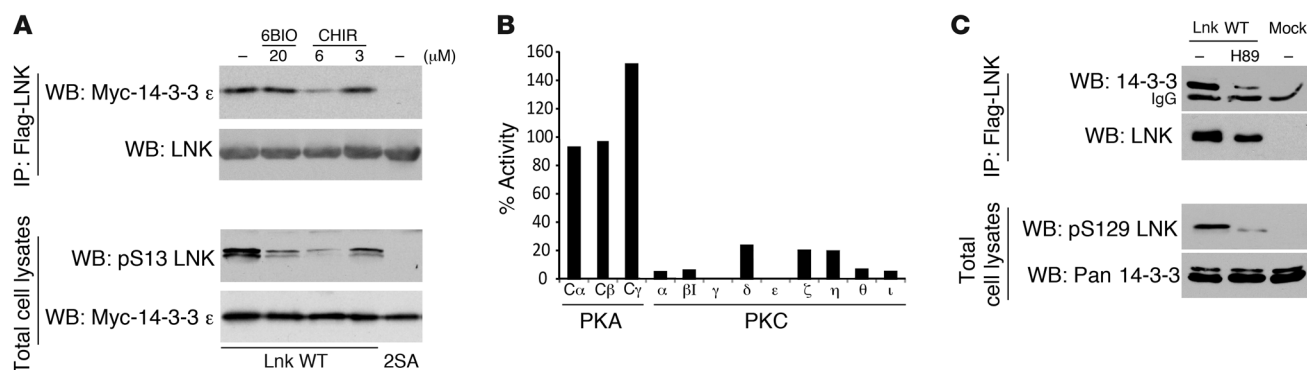 A
6BIO
CHIR
–
20
6
3
–
(μM)
IP: Flag-LNK
WB: Myc-14-3-3 ε
WB: LNK
Total cell lysates
WB: pS13 LNK
WB: Myc-14-3-3 ε
Lnk WT
2SA
B
% Activity
160
140
120
100
80
60
40
20
0
Cα Cβ Cγ α βI γ δ ε ζ η θ ι
PKA
PKC
C
Lnk WT
Mock
–
H89
–
IP: Flag-LNK
WB: 14-3-3
IgG
WB: LNK
Total
cell lysates
WB: pS129 LNK
WB: Pan 14-3-3